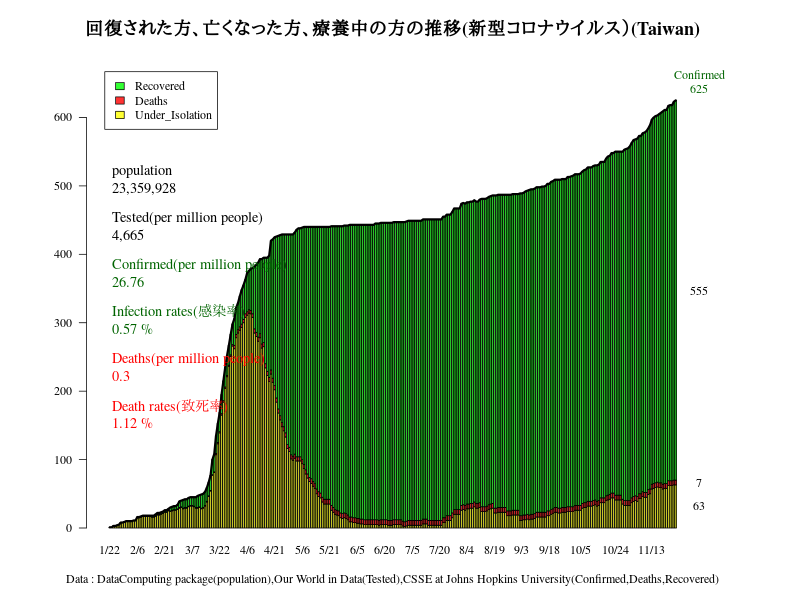 回復された方、亡くなった方、療養中の方の推移(新型コロナウイルス)(Taiwan)
Confirmed
625
Recovered
Deaths
Under_Isolation
600
500
400
300
200
100
0
population
23,359,928
Tested(per million people)
4,665
Confirmed(per million people)
26.76
Infection rates(感染率)
0.57 %
Deaths(per million people)
0.3
Death rates(致死率)
1.12 %
555
7
63
1/22 2/6 2/21 3/7 3/22 4/6 4/21 5/6 5/21 6/5 6/20 7/5 7/20 8/4 8/19 9/3 9/18 10/5 10/24 11/13
Data : DataComputing package(population),Our World in Data(Tested),CSSE at Johns Hopkins University(Confirmed,Deaths,Recovered)